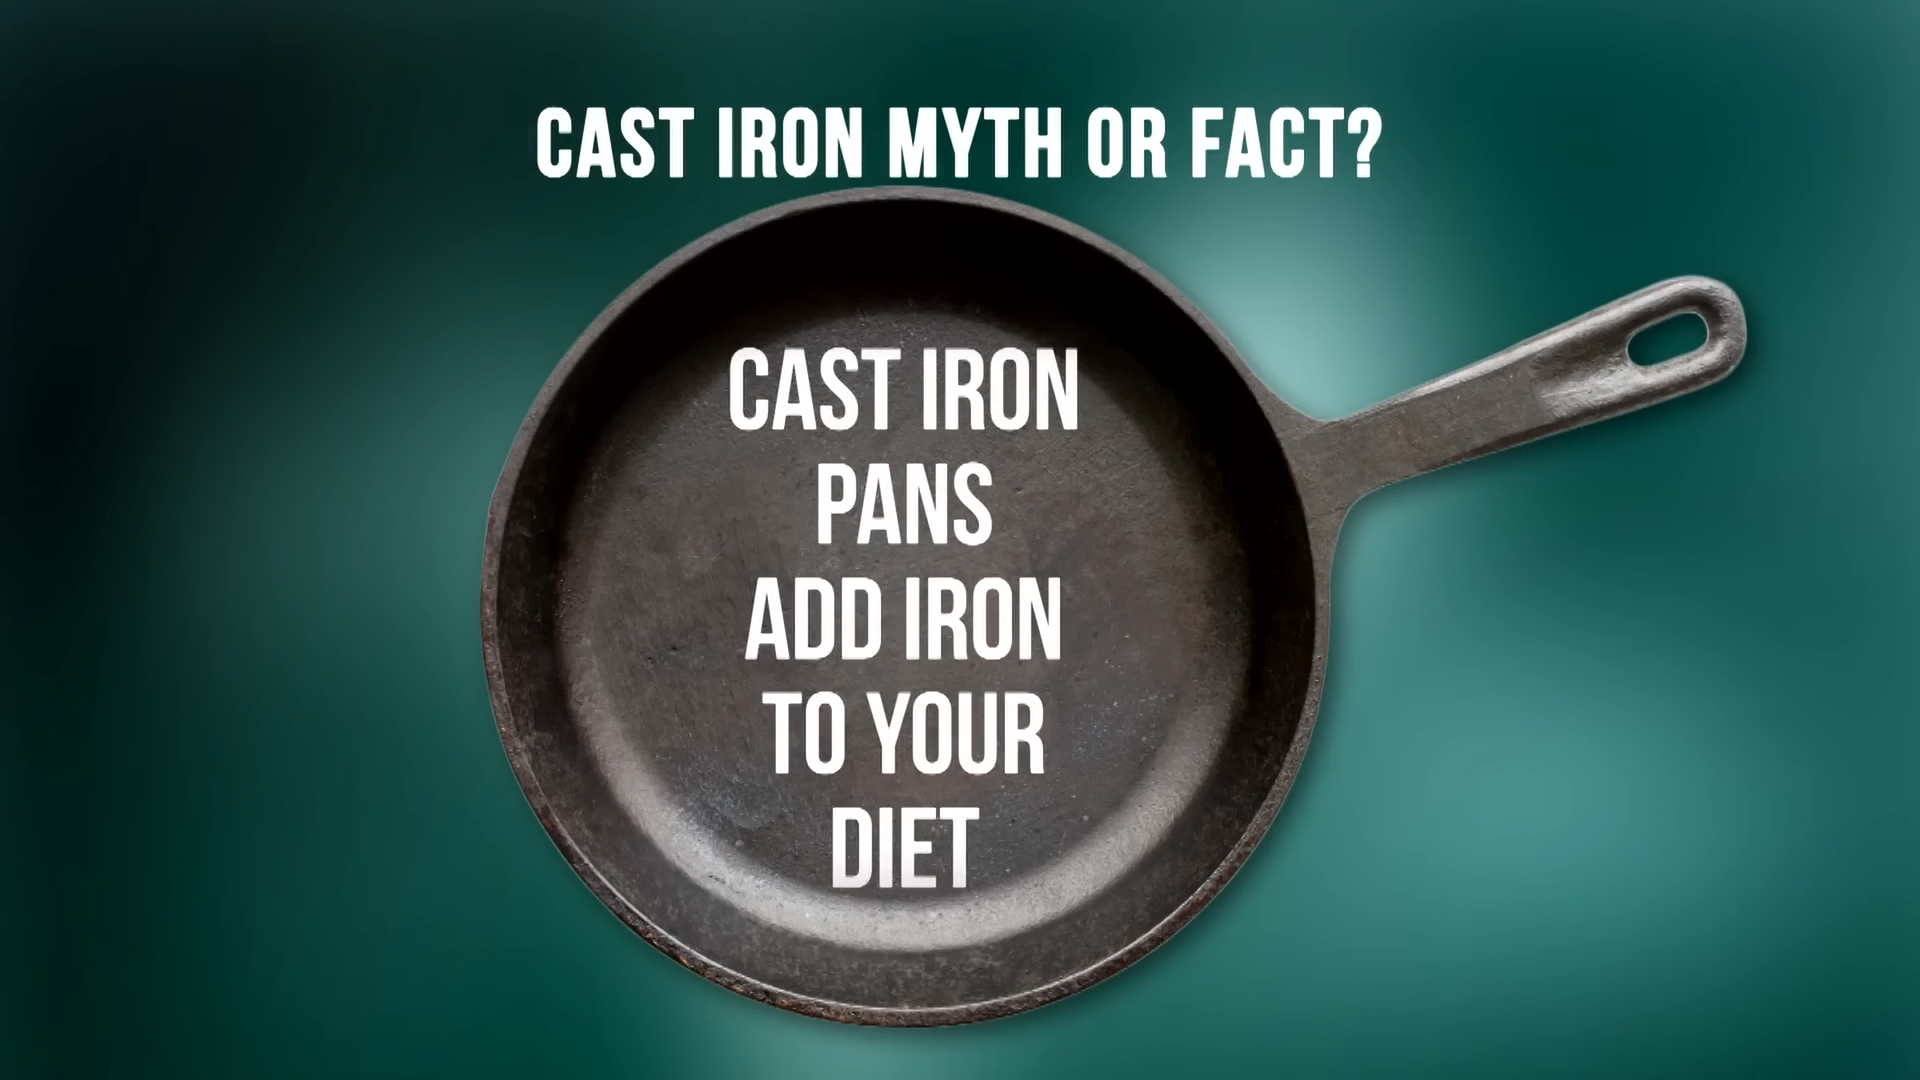 CAST IRON MYTH OR FACT?
CAST IRON
PANS
ADD IRON
TO YOUR
DIET